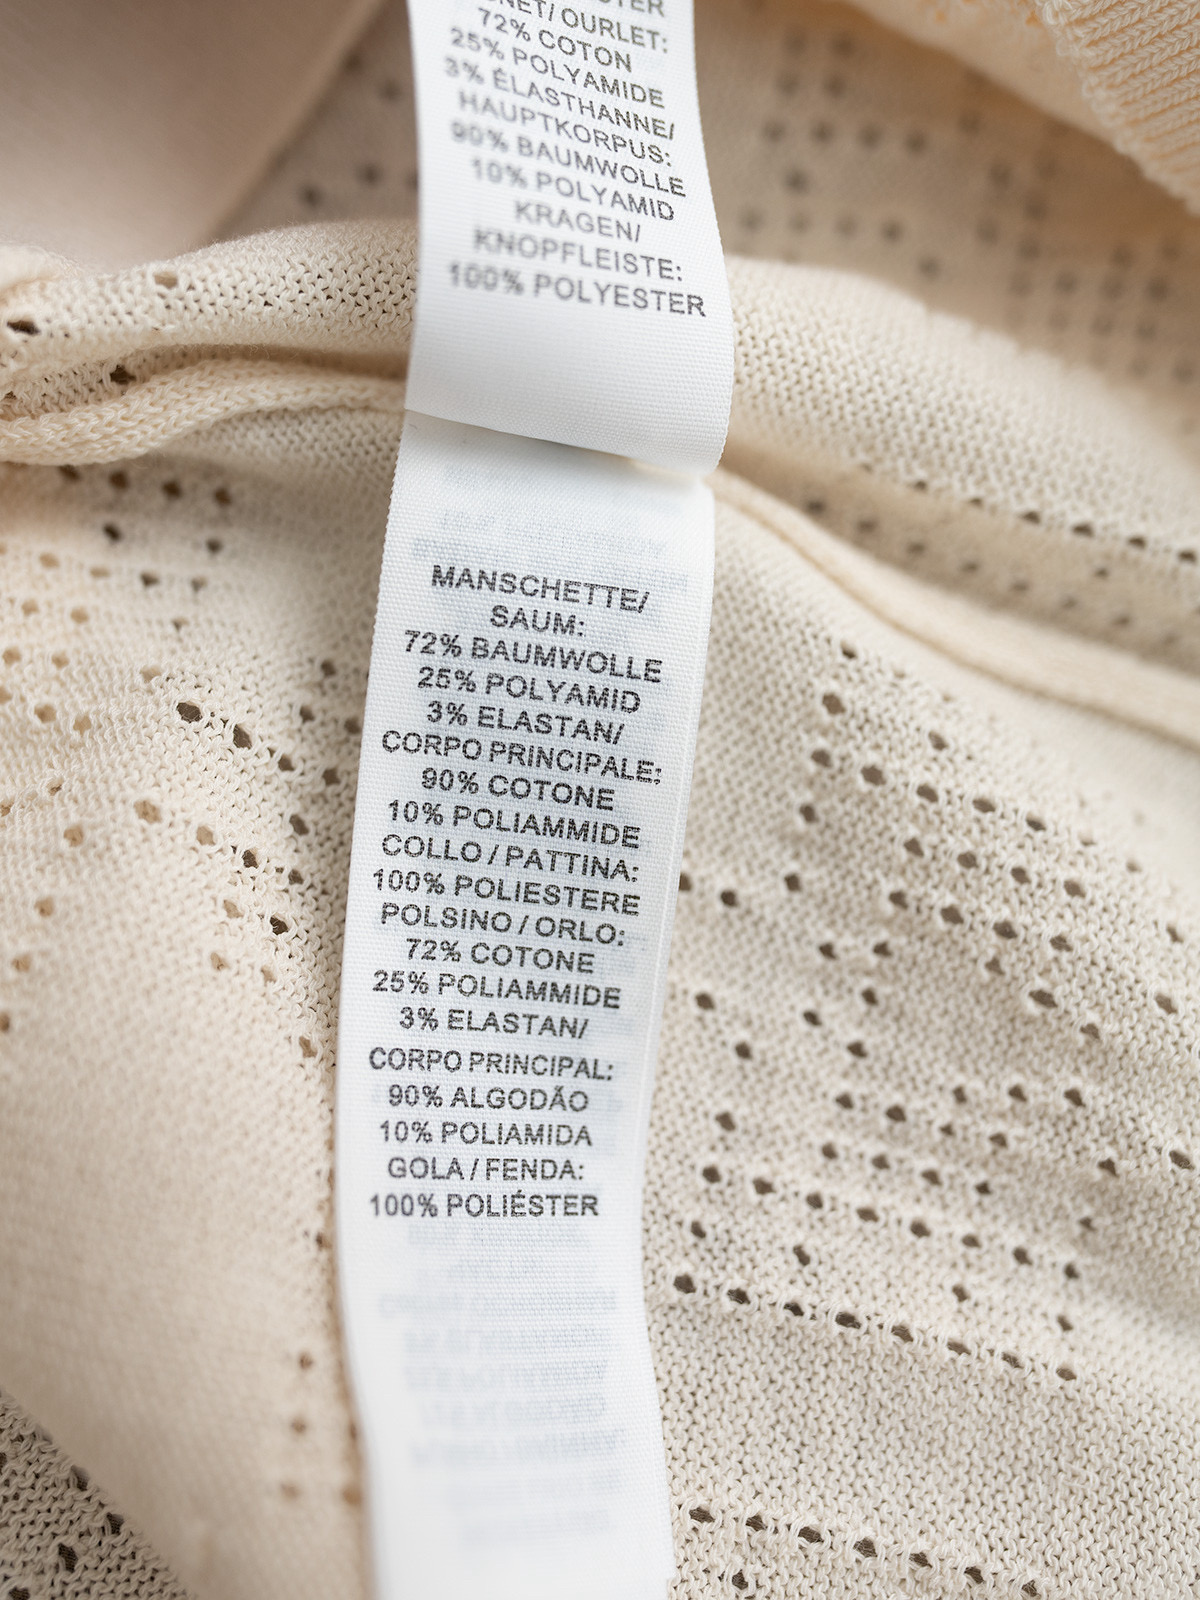 OURLET:
72% COTON
25% POLYAMIDE
3% ÉLASTHANNE/
HAUPTKORPUS:
90% BAUMWOLLE
10% POLYAMID
KRAGEN/
KNOPFLEISTE:
100% POLYESTER
MANSCHETTE/
SAUM:
72% BAUMWOLLE
25% POLYAMID
3% ELASTAN/
CORPO PRINCIPALE:
90% COTONE
10% POLIAMMIDE
COLLO / PATTINA:
100% POLIESTERE
POLSINO / ORLO:
72% COTONE
25% POLIAMMIDE
3% ELASTAN/
CORPO PRINCIPAL:
90% ALGODÃO
10% POLIAMIDA
GOLA / FENDA:
100% POLIÉSTER